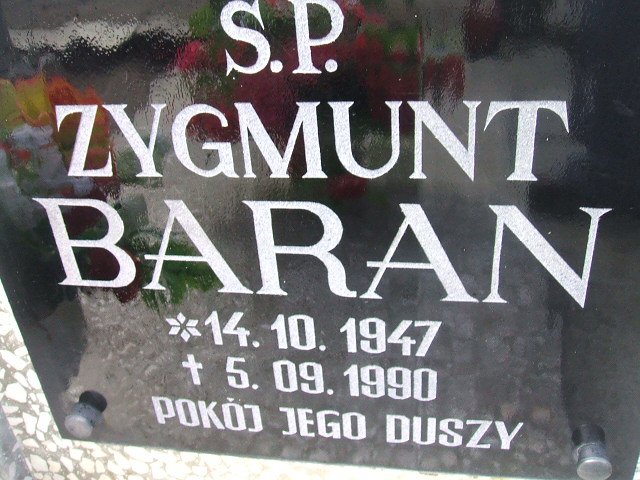 S.P.
ZYGMUNT
BARAN
* 14. 10. 1947
† 5. 09. 1990
POKÓJ JEGO DUSZY